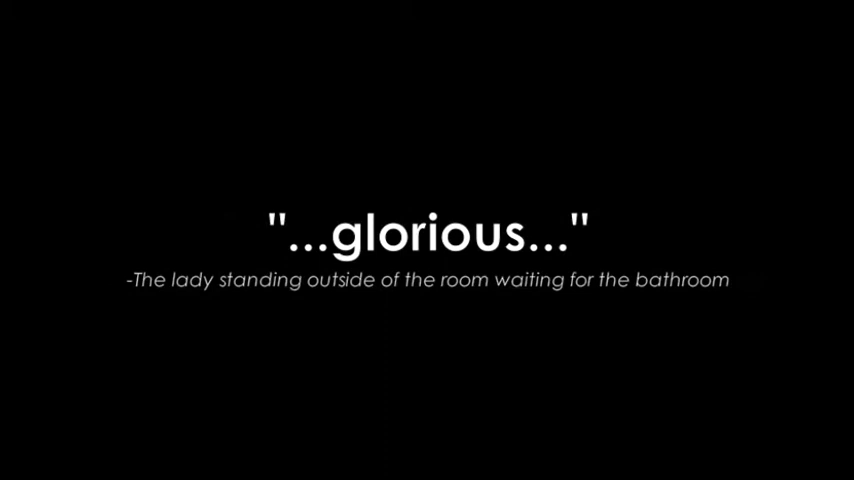 "...glorious..."
-The lady standing outside of the room waiting for the bathroom